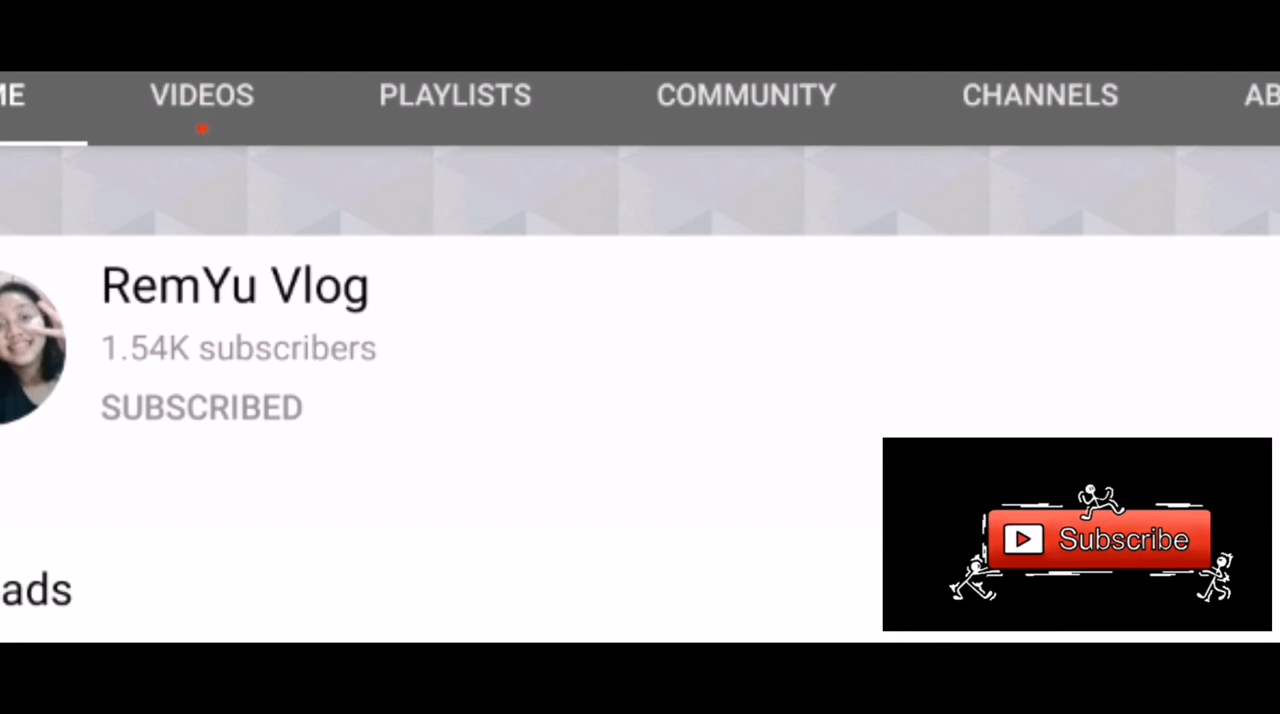 ME VIDEOS PLAYLISTS COMMUNITY CHANNELS AB
RemYu Vlog
1.54K subscribers
SUBSCRIBED
Subscribe
ads